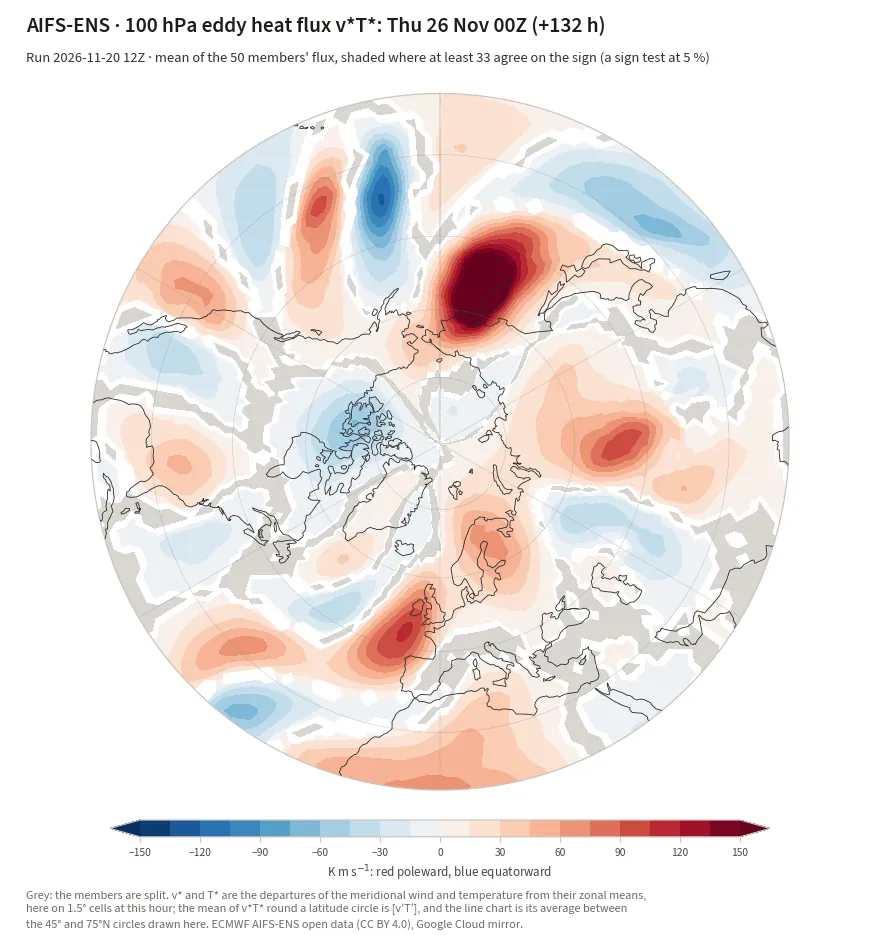 AIFS-ENS · 100 hPa eddy heat flux v*T*: Thu 26 Nov 00Z (+132 h)
Run 2026-11-20 12Z · mean of the 50 members' flux, shaded where at least 33 agree on the sign (a sign test at 5 %)
−150 −120 −90 −60 −30 0 30 60 90 120 150
K m s⁻¹: red poleward, blue equatorward
Grey: the members are split. v* and T* are the departures of the meridional wind and temperature from their zonal means,
here on 1.5° cells at this hour; the mean of v*T* round a latitude circle is [v'T'], and the line chart is its average between
the 45° and 75°N circles drawn here. ECMWF AIFS-ENS open data (CC BY 4.0), Google Cloud mirror.